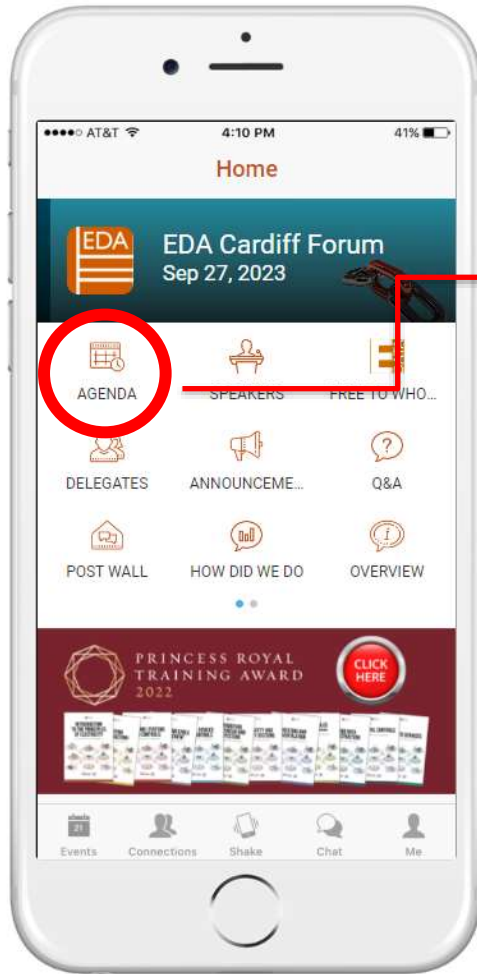 AT&T 4:10 PM 41%
Home
EDA
EDA Cardiff Forum
Sep 27, 2023
AGENDA SPEAKERS FREE TO WHO...
DELEGATES ANNOUNCEME... Q&A
POST WALL HOW DID WE DO OVERVIEW
PRINCESS ROYAL
TRAINING AWARD
2022
CLICK
HERE
21
Events Connections Shake Chat Me